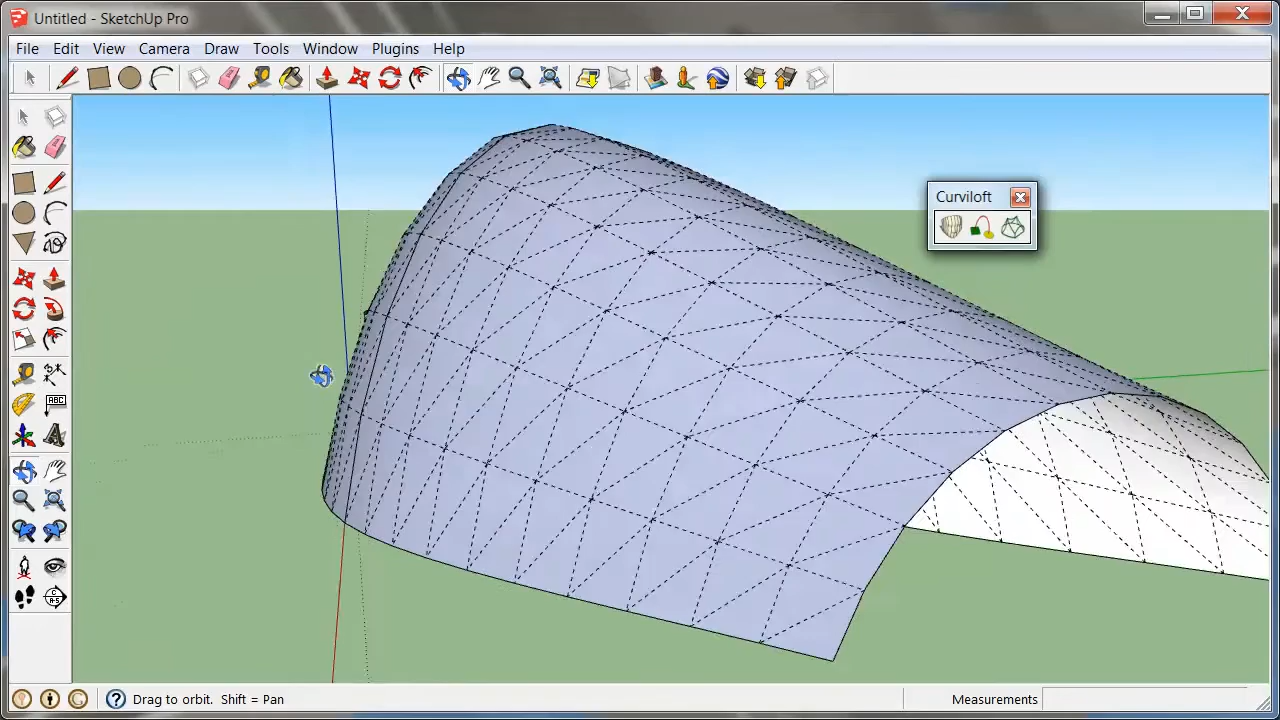 Untitled - SketchUp Pro
File Edit View Camera Draw Tools Window Plugins Help
Curviloft
ABC
A
Drag to orbit. Shift = Pan
Measurements